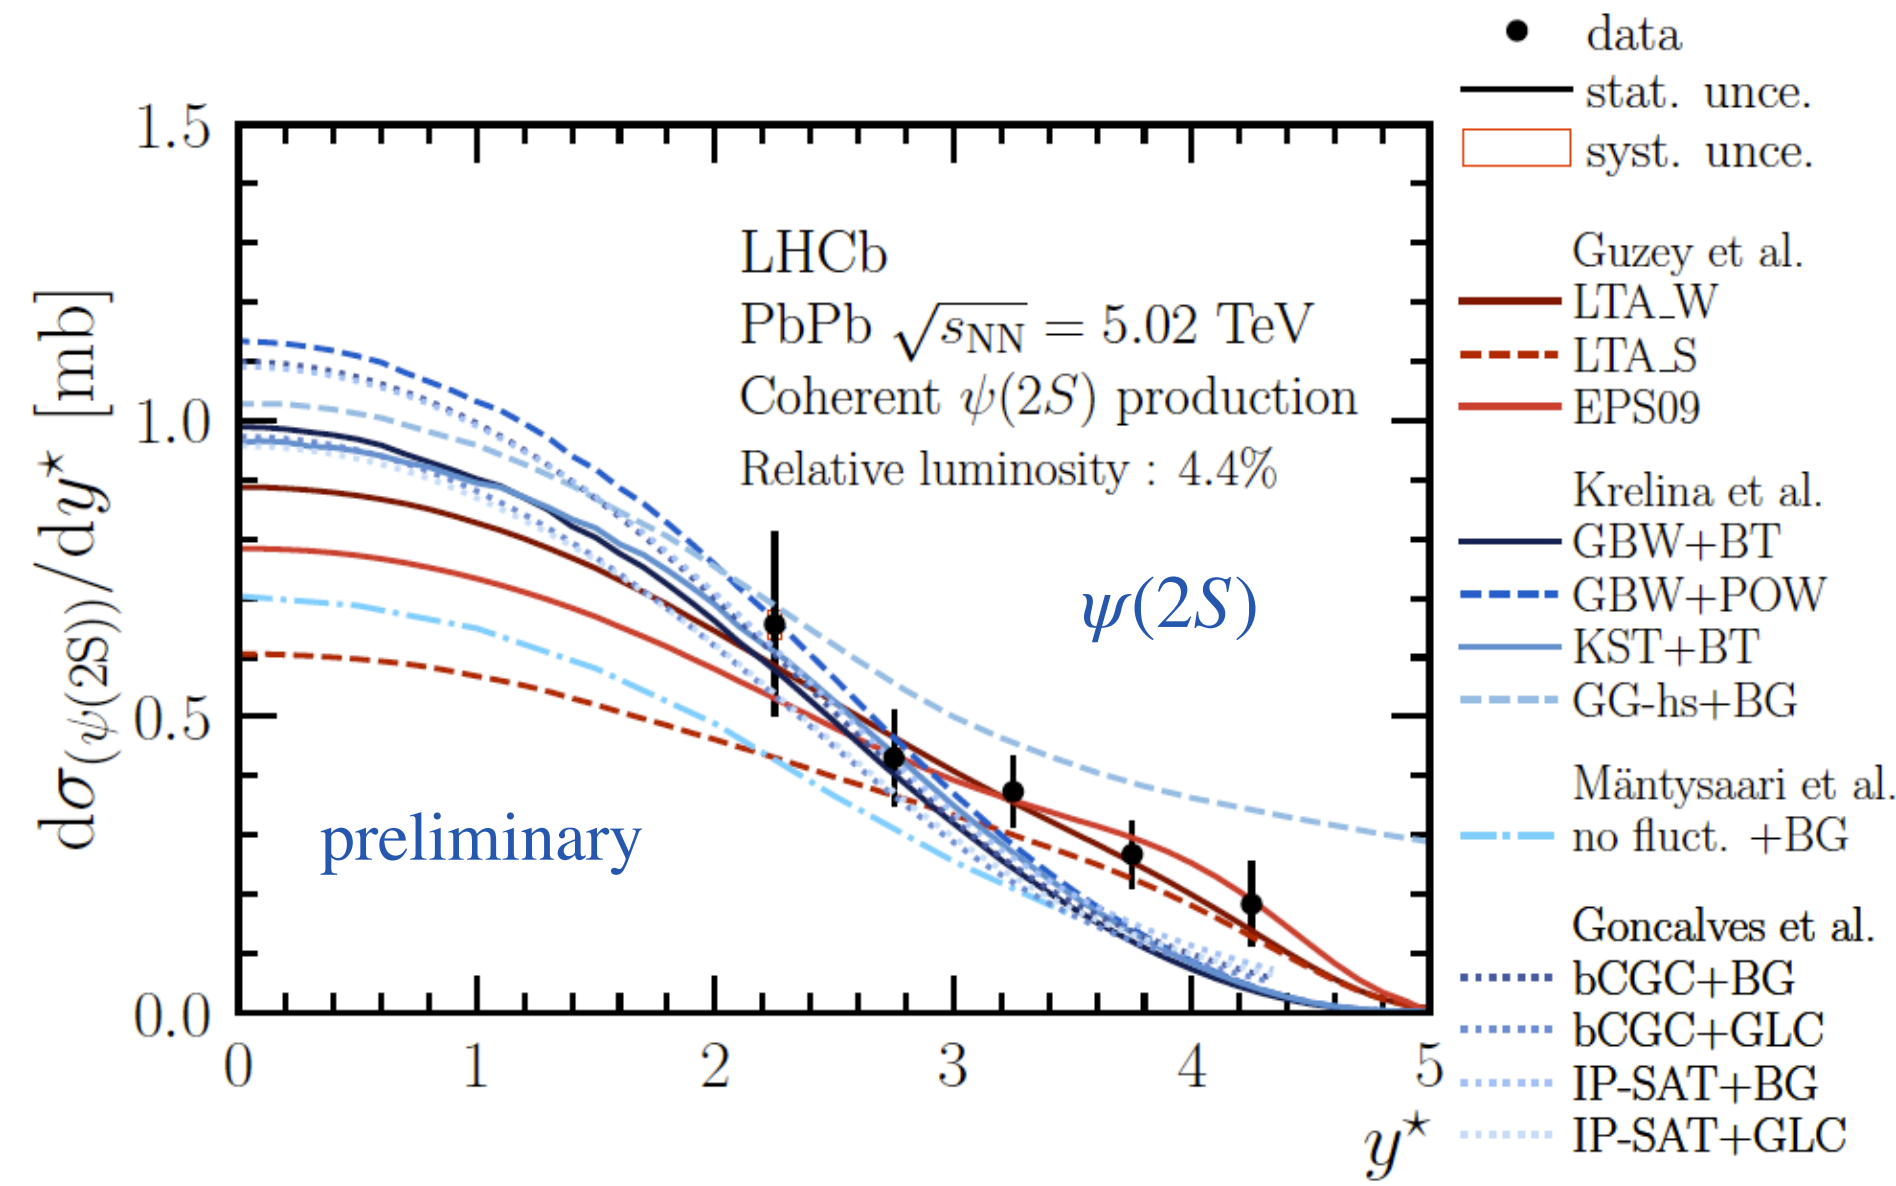 data
stat. unce.
syst. unce.
1.5
LHCb
PbPb √s_NN = 5.02 TeV
Coherent ψ(2S) production
Relative luminosity : 4.4%
ψ(2S)
preliminary
dσ(ψ(2S))/dy⋆ [mb]
1.0
0.5
0.0
0 1 2 3 4 5
y⋆
Guzey et al.
LTA_W
LTA_S
EPS09
Krelina et al.
GBW+BT
GBW+POW
KST+BT
GG-hs+BG
Mäntysaari et al.
no fluct. +BG
Goncalves et al.
bCGC+BG
bCGC+GLC
IP-SAT+BG
IP-SAT+GLC